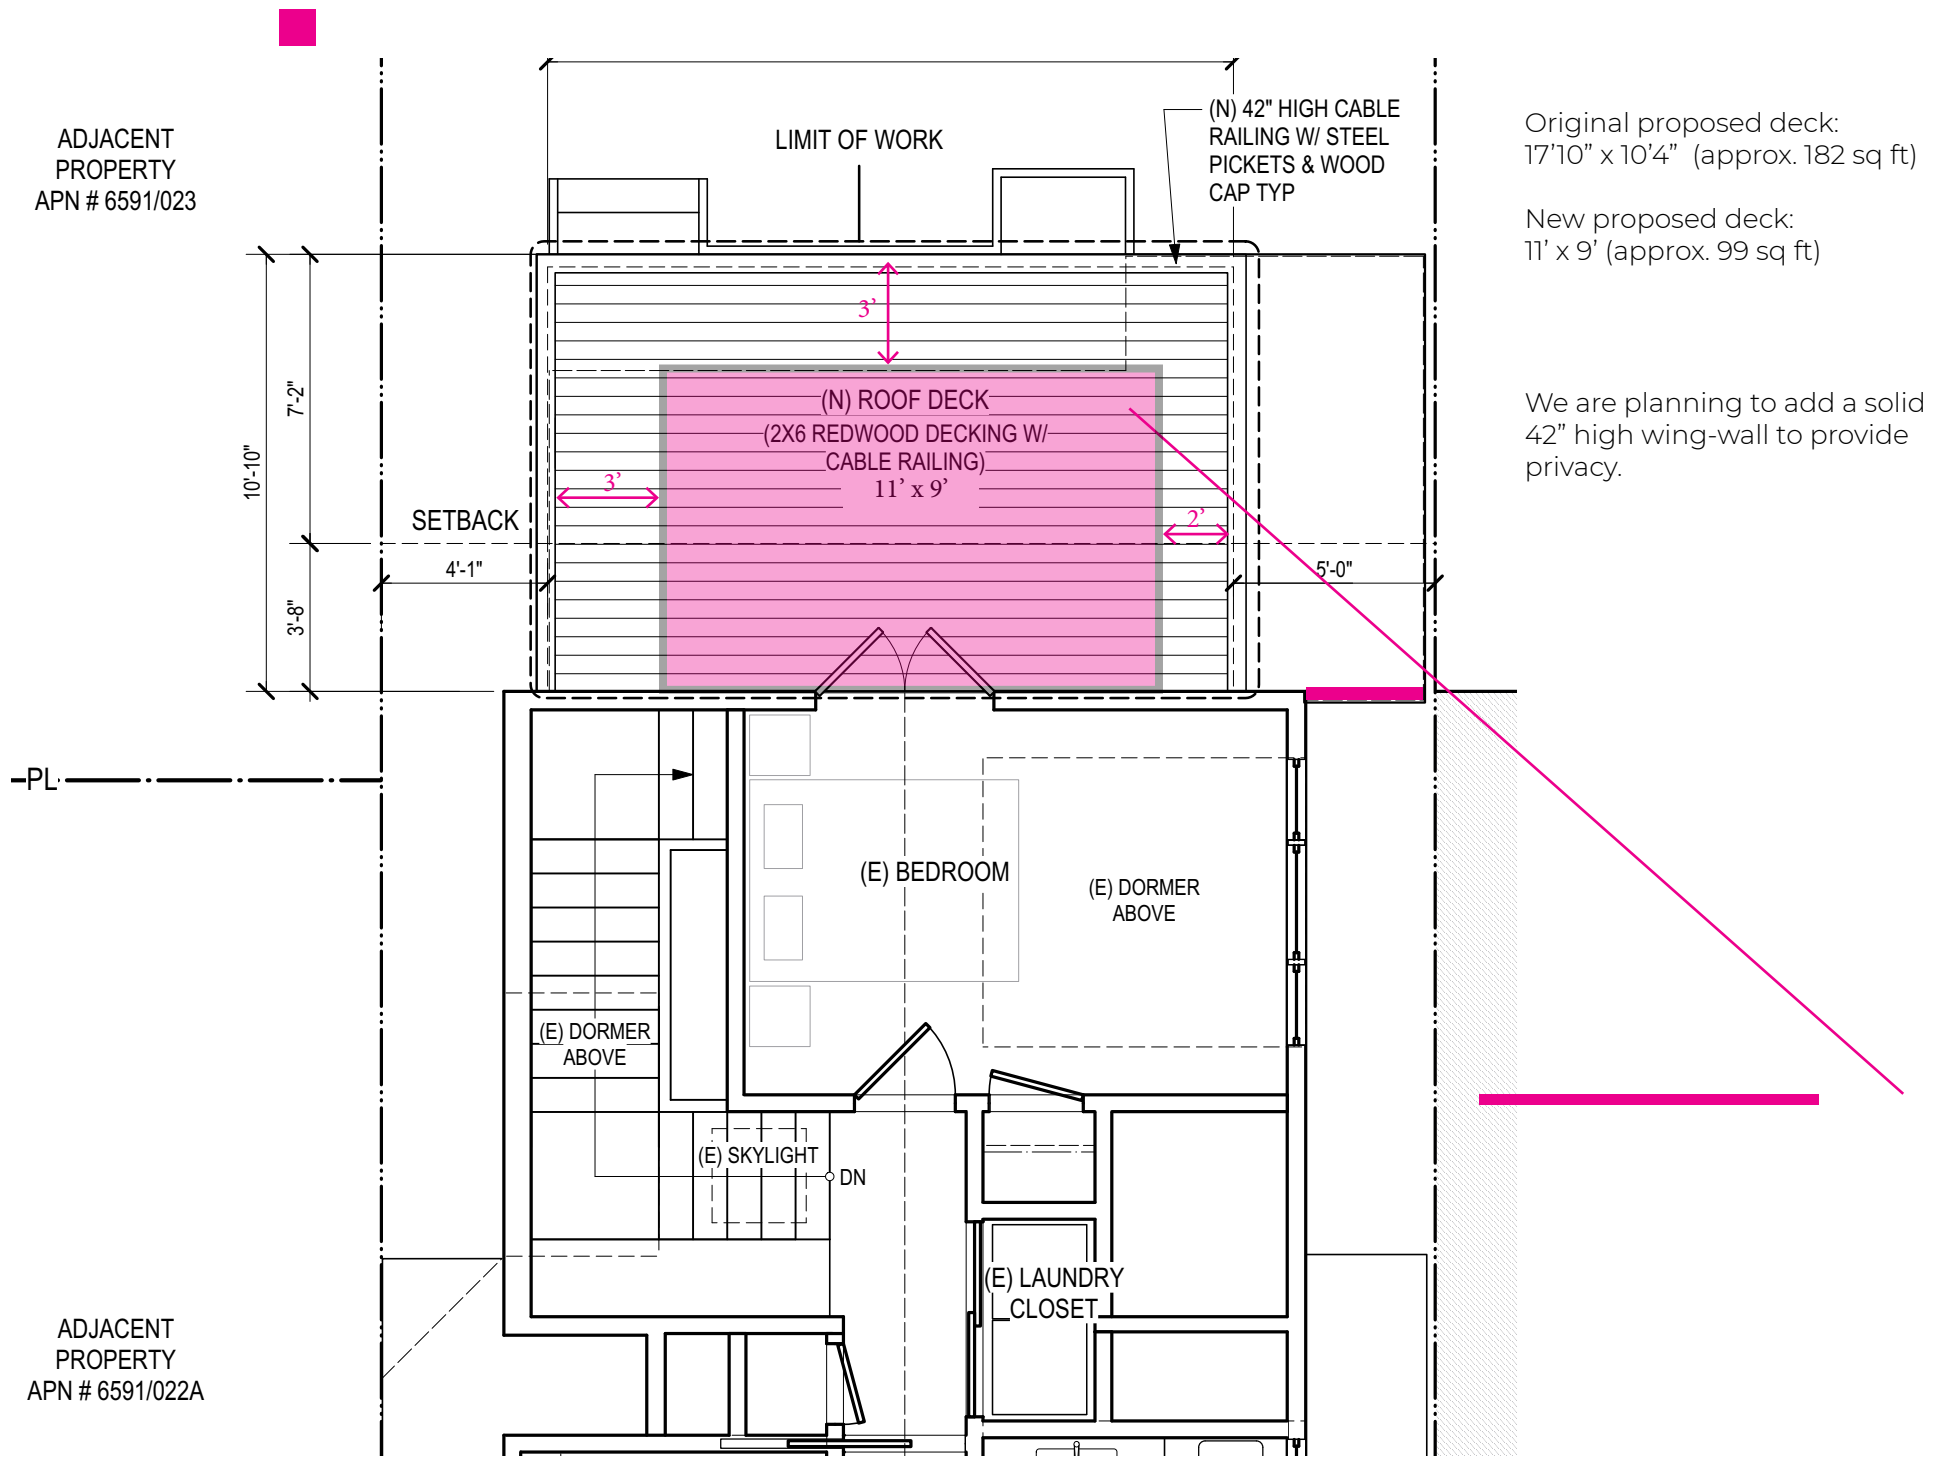 ADJACENT
PROPERTY
APN # 6591/023
LIMIT OF WORK
(N) 42" HIGH CABLE
RAILING W/ STEEL
PICKETS & WOOD
CAP TYP
Original proposed deck:
17’10” x 10’4” (approx. 182 sq ft)
New proposed deck:
11’ x 9’ (approx. 99 sq ft)
We are planning to add a solid
42” high wing-wall to provide
privacy.
3’
7'-2"
10'-10"
3'-8"
(N) ROOF DECK
(2X6 REDWOOD DECKING W/
CABLE RAILING)
11’ x 9’
3’
2’
SETBACK
4'-1"
5'-0"
PL
(E) BEDROOM
(E) DORMER
ABOVE
(E) DORMER
ABOVE
(E) SKYLIGHT
DN
(E) LAUNDRY
CLOSET
ADJACENT
PROPERTY
APN # 6591/022A